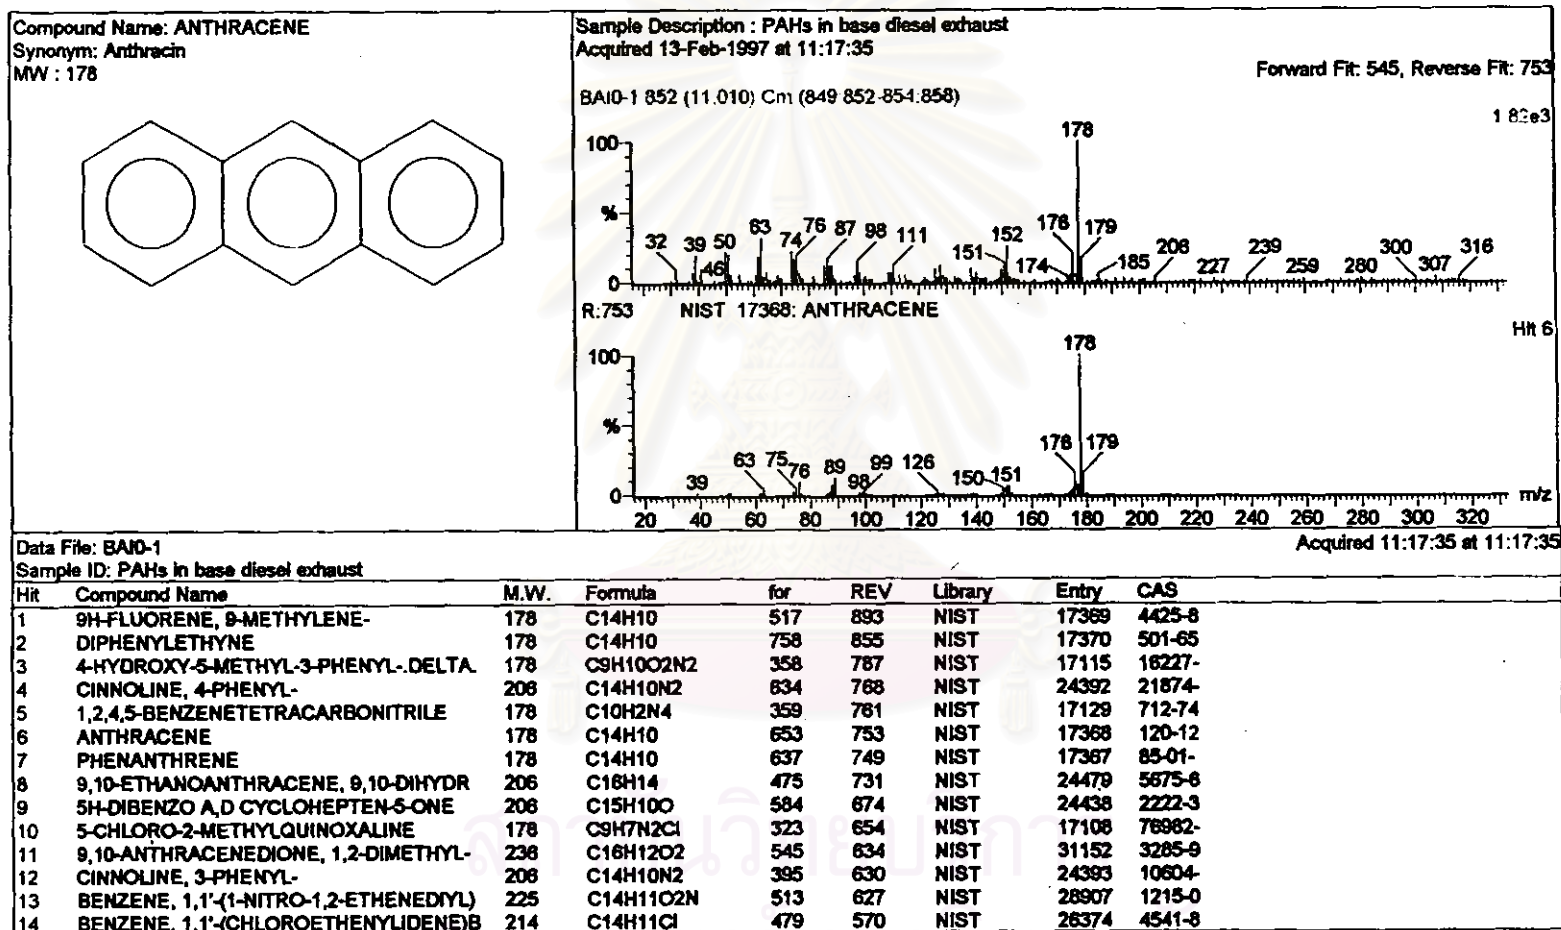 Compound Name: ANTHRACENE
Synonym: Anthracin
MW : 178
Sample Description : PAHs in base diesel exhaust
Acquired 13-Feb-1997 at 11:17:35
Forward Fit: 545, Reverse Fit: 753
BAI0-1 852 (11.010) Cm (849:852-854:858)
1.82e3
100
178
%
32 39 46 50 63 74 76 87 98 111 151 152 174 176 179 185 206 227 239 259 280 300 307 316
0
R:753 NIST 17368: ANTHRACENE
Hit 6
100
178
%
39 63 75 76 89 98 99 126 150 151 176 179
0
m/z
20 40 60 80 100 120 140 160 180 200 220 240 260 280 300 320
Data File: BAI0-1
Acquired 11:17:35 at 11:17:35
Sample ID: PAHs in base diesel exhaust
Hit Compound Name M.W. Formula for REV Library Entry CAS
1 9H-FLUORENE, 9-METHYLENE- 178 C14H10 517 893 NIST 17369 4425-8
2 DIPHENYLETHYNE 178 C14H10 758 855 NIST 17370 501-65
3 4-HYDROXY-5-METHYL-3-PHENYL-.DELTA. 178 C9H10O2N2 358 787 NIST 17115 16227-
4 CINNOLINE, 4-PHENYL- 206 C14H10N2 634 768 NIST 24392 21874-
5 1,2,4,5-BENZENETETRACARBONITRILE 178 C10H2N4 359 761 NIST 17129 712-74
6 ANTHRACENE 178 C14H10 653 753 NIST 17368 120-12
7 PHENANTHRENE 178 C14H10 637 749 NIST 17367 85-01-
8 9,10-ETHANOANTHRACENE, 9,10-DIHYDR 206 C16H14 475 731 NIST 24479 5675-6
9 5H-DIBENZO A,D CYCLOHEPTEN-5-ONE 206 C15H10O 584 674 NIST 24438 2222-3
10 5-CHLORO-2-METHYLQUINOXALINE 178 C9H7N2Cl 323 654 NIST 17108 76982-
11 9,10-ANTHRACENEDIONE, 1,2-DIMETHYL- 236 C16H12O2 545 634 NIST 31152 3285-9
12 CINNOLINE, 3-PHENYL- 206 C14H10N2 395 630 NIST 24393 10604-
13 BENZENE, 1,1'-(1-NITRO-1,2-ETHENEDIYL) 225 C14H11O2N 513 627 NIST 28907 1215-0
14 BENZENE, 1,1'-(CHLOROETHENYLIDENE)B 214 C14H11Cl 479 570 NIST 26374 4541-8